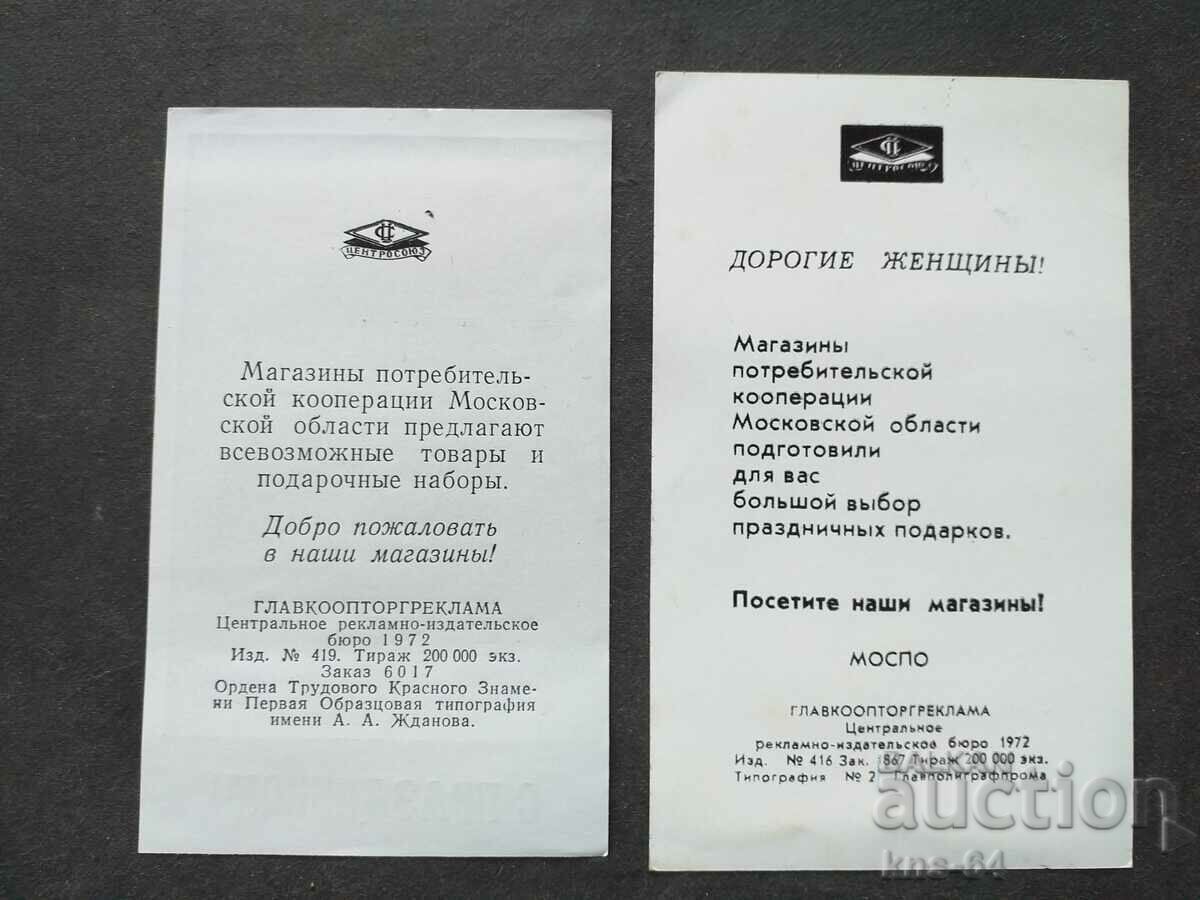 ЦЕНТРОСОЮЗ
Магазины потребитель-
ской кооперации Москов-
ской области предлагают
всевозможные товары и
подарочные наборы.
Добро пожаловать
в наши магазины!
ГЛАВКООПТОРГРЕКЛАМА
Центральное рекламно-издательское
бюро 1972
Изд. № 419. Тираж 200 000 экз.
Заказ 6017
Ордена Трудового Красного Знаме-
ни Первая Образцовая типография
имени А. А. Жданова.
ЦЕНТРОСОЮЗ
ДОРОГИЕ ЖЕНЩИНЫ!
Магазины
потребительской
кооперации
Московской области
подготовили
для вас
большой выбор
праздничных подарков.
Посетите наши магазины!
МОСПО
ГЛАВКООПТОРГРЕКЛАМА
Центральное
рекламно-издательское бюро 1972
Изд. № 416 Зак. 1867 Тираж 200 000 экз.
Типография № 2 Главполиграфпрома
BALKAN
auction
kns-64